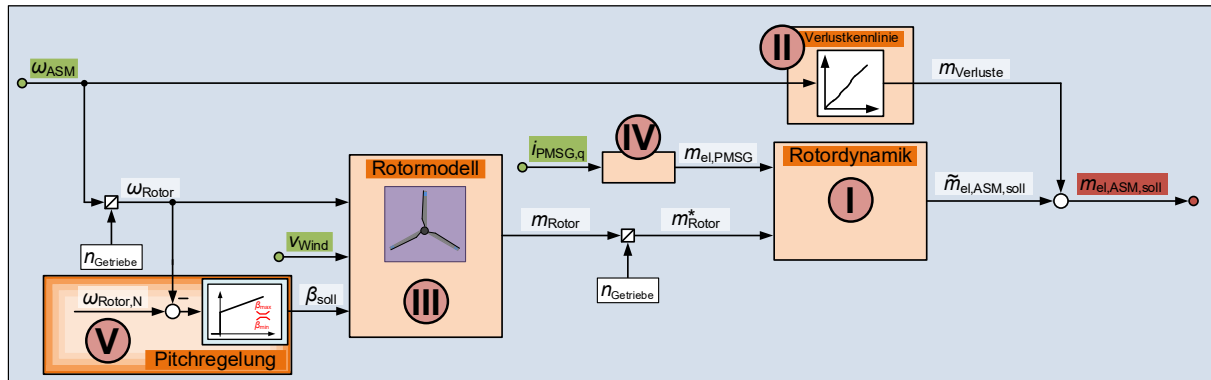 II
Verlustkennlinie
ωASM
mVerluste
IV
iPMSG,q
mel,PMSG
Rotormodell
Rotordynamik
ωRotor
I
m̃el,ASM,soll
mel,ASM,soll
mRotor
m*Rotor
nGetriebe
vWind
nGetriebe
III
ωRotor,N
−
βmax
βmin
βsoll
V
Pitchregelung